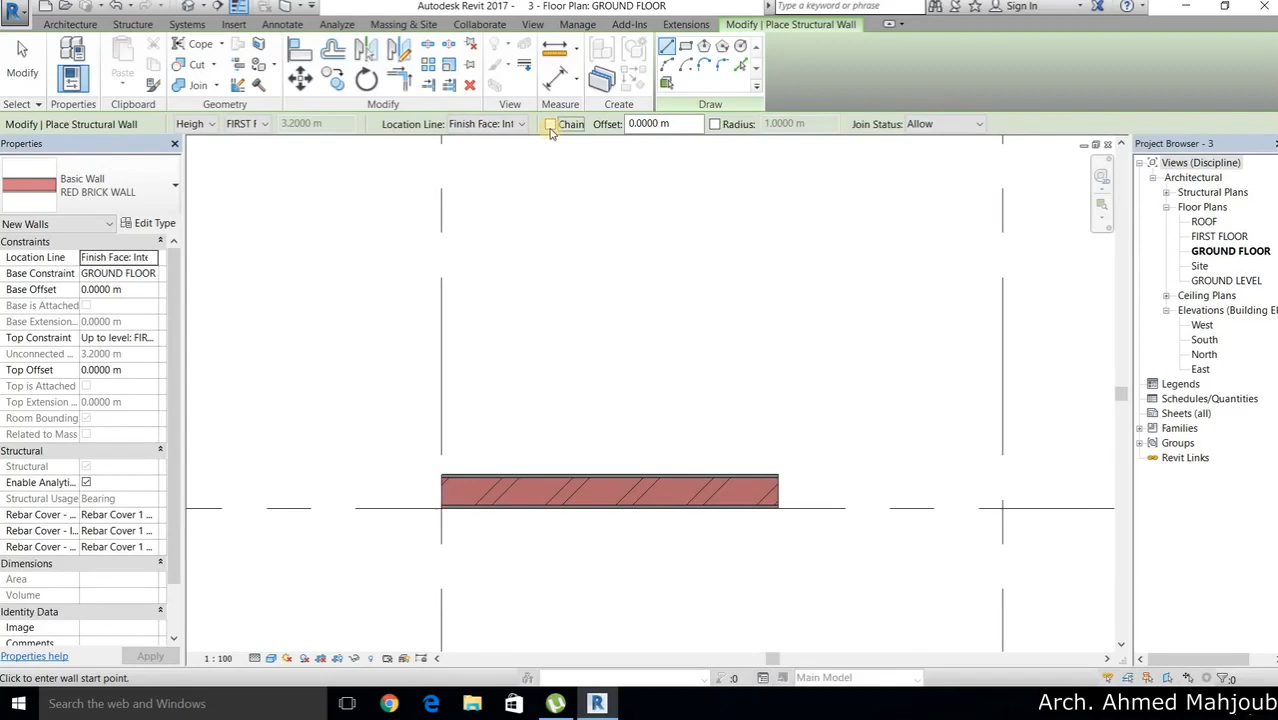 Autodesk Revit 2017 - 3 - Floor Plan: GROUND FLOOR
Type a keyword or phrase
Sign In
Architecture Structure Systems Insert Annotate Analyze Massing & Site Collaborate View Manage Add-Ins Extensions Modify | Place Structural Wall
Modify Paste Cope Cut Join
Select Properties Clipboard Geometry Modify View Measure Create Draw
Modify | Place Structural Wall Heigh FIRST F 3.2000 m Location Line: Finish Face: Int Chain Offset: 0.0000 m Radius: 1.0000 m Join Status: Allow
Properties
Basic Wall
RED BRICK WALL
New Walls Edit Type
Constraints
Location Line Finish Face: Inte
Base Constraint GROUND FLOOR
Base Offset 0.0000 m
Base is Attached
Base Extension... 0.0000 m
Top Constraint Up to level: FIR...
Unconnected ... 3.2000 m
Top Offset 0.0000 m
Top is Attached
Top Extension ... 0.0000 m
Room Bounding
Related to Mass
Structural
Structural
Enable Analyti...
Structural Usage Bearing
Rebar Cover - ... Rebar Cover 1 ...
Rebar Cover - I... Rebar Cover 1 ...
Rebar Cover - ... Rebar Cover 1 ...
Dimensions
Area
Volume
Identity Data
Image
Comments
Properties help Apply
Project Browser - 3
Views (Discipline)
Architectural
Structural Plans
Floor Plans
ROOF
FIRST FLOOR
GROUND FLOOR
Site
GROUND LEVEL
Ceiling Plans
Elevations (Building El
West
South
North
East
Legends
Schedules/Quantities
Sheets (all)
Families
Groups
Revit Links
1 : 100
Click to enter wall start point.
:0
Main Model
:0
Search the web and Windows
Arch. Ahmed Mahjoub